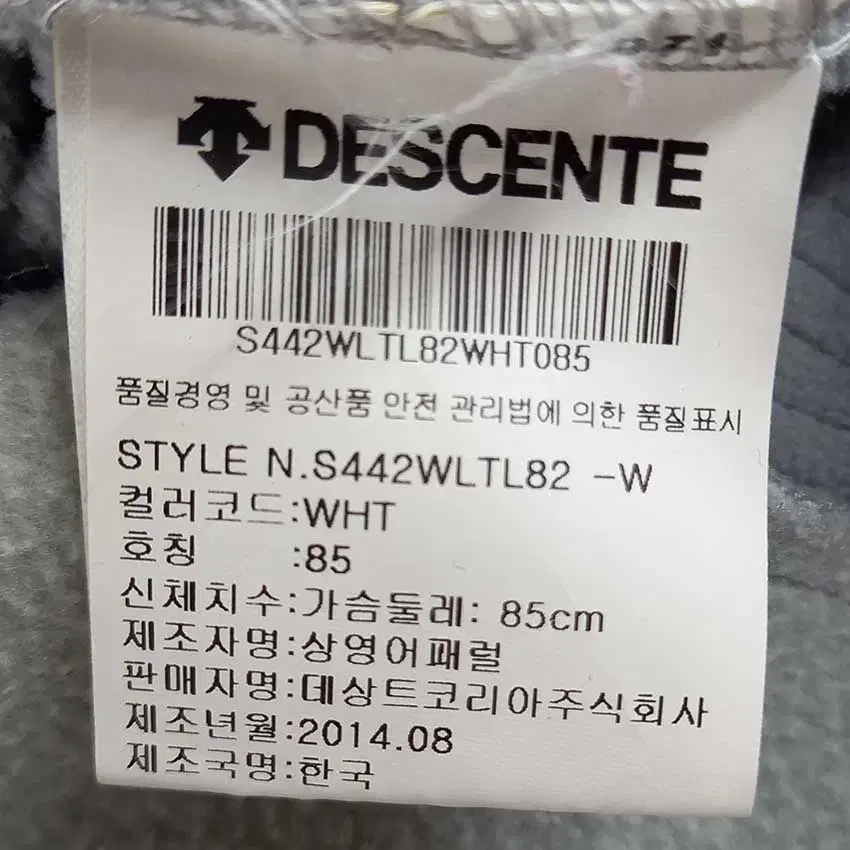 DESCENTE
S442WLTL82WHT085
품질경영 및 공산품 안전 관리법에 의한 품질표시
STYLE N.S442WLTL82 -W
컬러코드:WHT
호칭 :85
신체치수:가슴둘레: 85cm
제조자명:상영어패럴
판매자명:데상트코리아주식회사
제조년월:2014.08
제조국명:한국